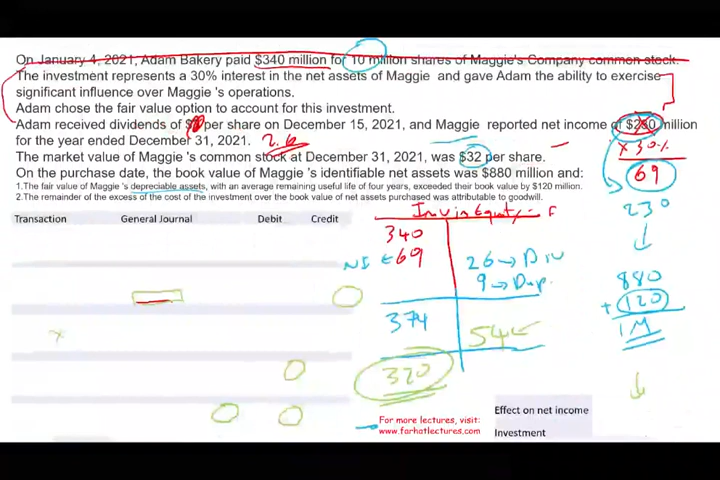 On January 4, 2021, Adam Bakery paid $340 million for 10 million shares of Maggie's Company common stock.
The investment represents a 30% interest in the net assets of Maggie and gave Adam the ability to exercise
significant influence over Maggie 's operations.
Adam chose the fair value option to account for this investment.
Adam received dividends of $ per share on December 15, 2021, and Maggie reported net income of $ million
for the year ended December 31, 2021. 2.6
x 30%
The market value of Maggie 's common stock at December 31, 2021, was $32 per share.
69
On the purchase date, the book value of Maggie 's identifiable net assets was $880 million and:
1.The fair value of Maggie 's depreciable assets, with an average remaining useful life of four years, exceeded their book value by $120 million.
2.The remainder of the excess of the cost of the investment over the book value of net assets purchased was attributable to goodwill.
230
Transaction General Journal Debit Credit
Inv in Equity - F
340
NI 69 26 → Div
9 → Dep.
880
+ 120
1M
374 54
320
For more lectures, visit:
www.farhatlectures.com
Effect on net income
Investment